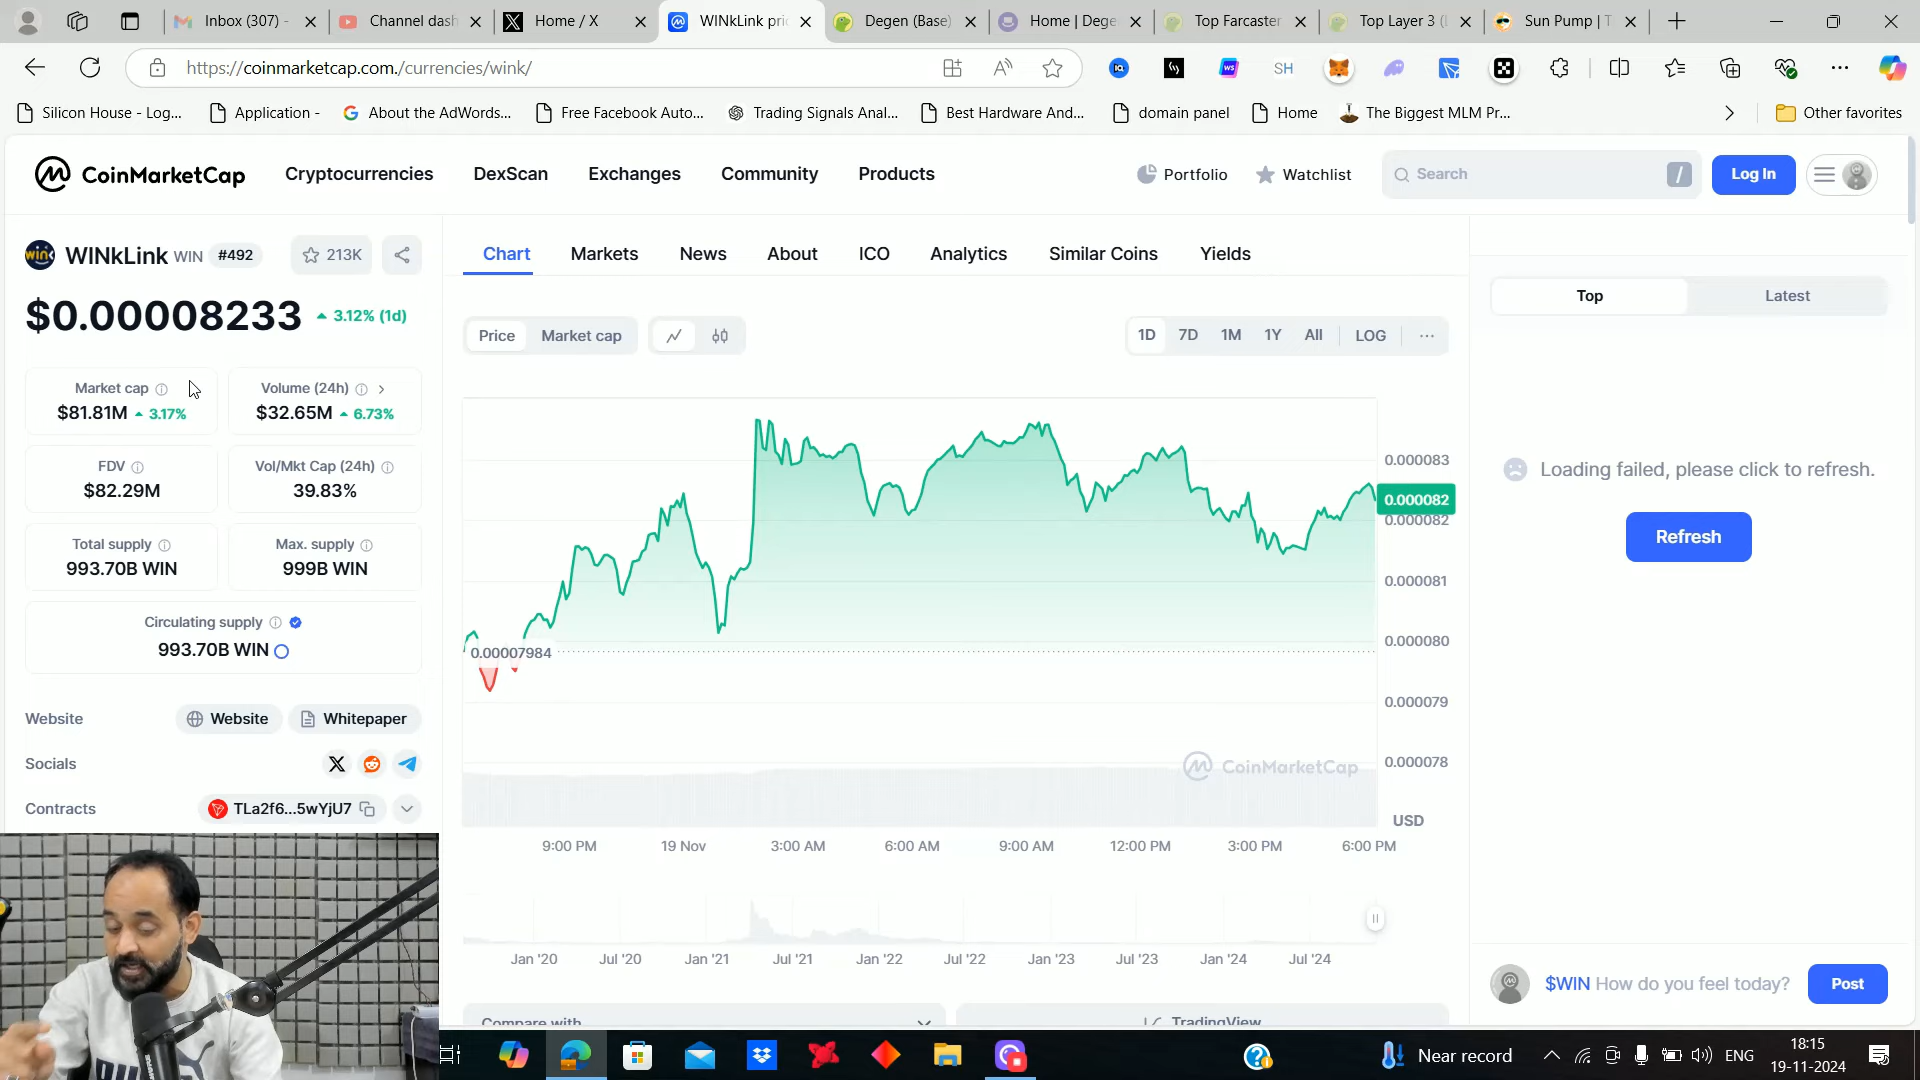 Inbox (307) -
Channel dash
Home / X
WINkLink pri
Degen (Base)
Home | Dege
Top Farcaster
Top Layer 3 (
Sun Pump | T
https://coinmarketcap.com./currencies/wink/
SH
Silicon House - Log...
Application -
About the AdWords...
Free Facebook Auto...
Trading Signals Anal...
Best Hardware And...
domain panel
Home
The Biggest MLM Pr...
Other favorites
CoinMarketCap
Cryptocurrencies
DexScan
Exchanges
Community
Products
Portfolio
Watchlist
Search
/
Log In
WINkLink WIN #492
213K
$0.00008233 3.12% (1d)
Market cap
$81.81M 3.17%
Volume (24h)
$32.65M 6.73%
FDV
$82.29M
Vol/Mkt Cap (24h)
39.83%
Total supply
993.70B WIN
Max. supply
999B WIN
Circulating supply
993.70B WIN
Website
Website
Whitepaper
Socials
Contracts
TLa2f6...5wYjU7
Chart
Markets
News
About
ICO
Analytics
Similar Coins
Yields
Price
Market cap
1D
7D
1M
1Y
All
LOG
0.000083
0.000082
0.000082
0.000081
0.000080
0.00007984
0.000079
0.000078
CoinMarketCap
USD
9:00 PM
19 Nov
3:00 AM
6:00 AM
9:00 AM
12:00 PM
3:00 PM
6:00 PM
Jan '20
Jul '20
Jan '21
Jul '21
Jan '22
Jul '22
Jan '23
Jul '23
Jan '24
Jul '24
Compare with
TradingView
Top
Latest
Loading failed, please click to refresh.
Refresh
$WIN How do you feel today?
Post
Near record
ENG
18:15
19-11-2024